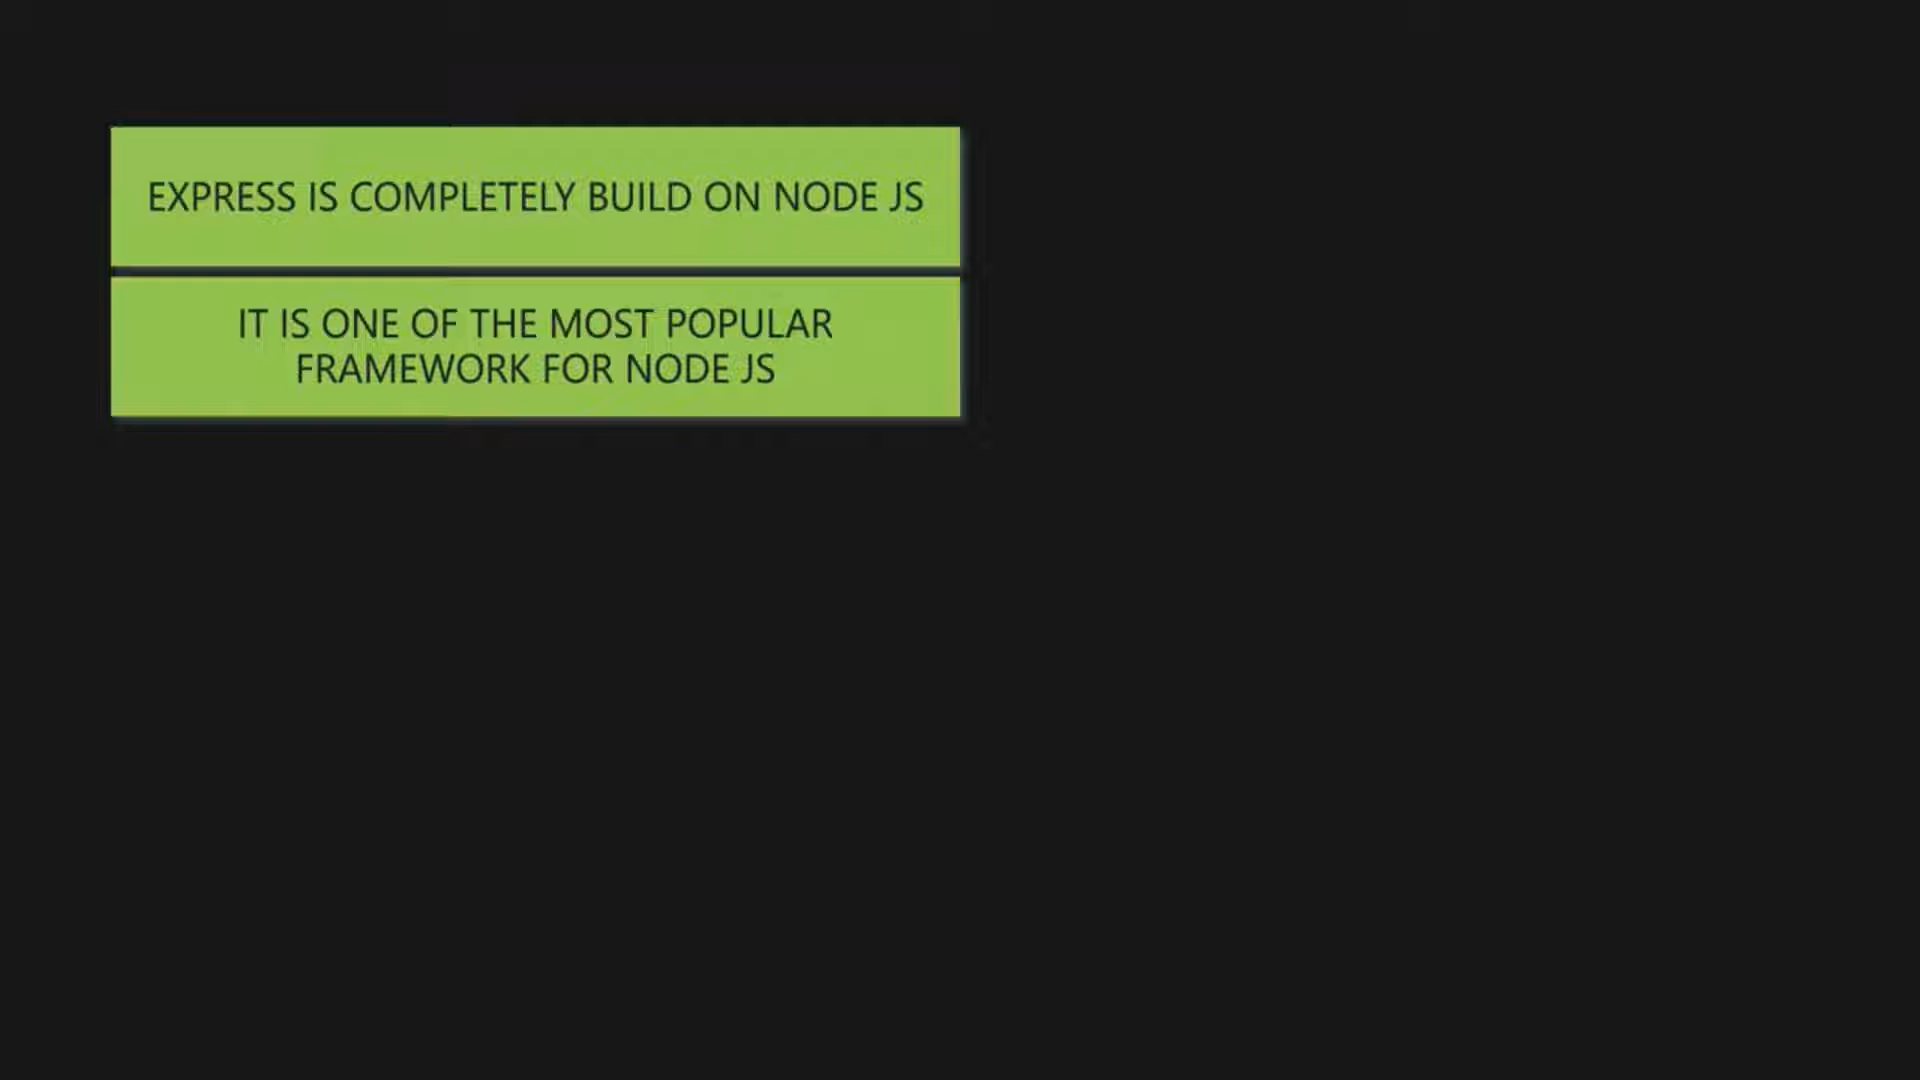 EXPRESS IS COMPLETELY BUILD ON NODE JS
IT IS ONE OF THE MOST POPULAR
FRAMEWORK FOR NODE JS